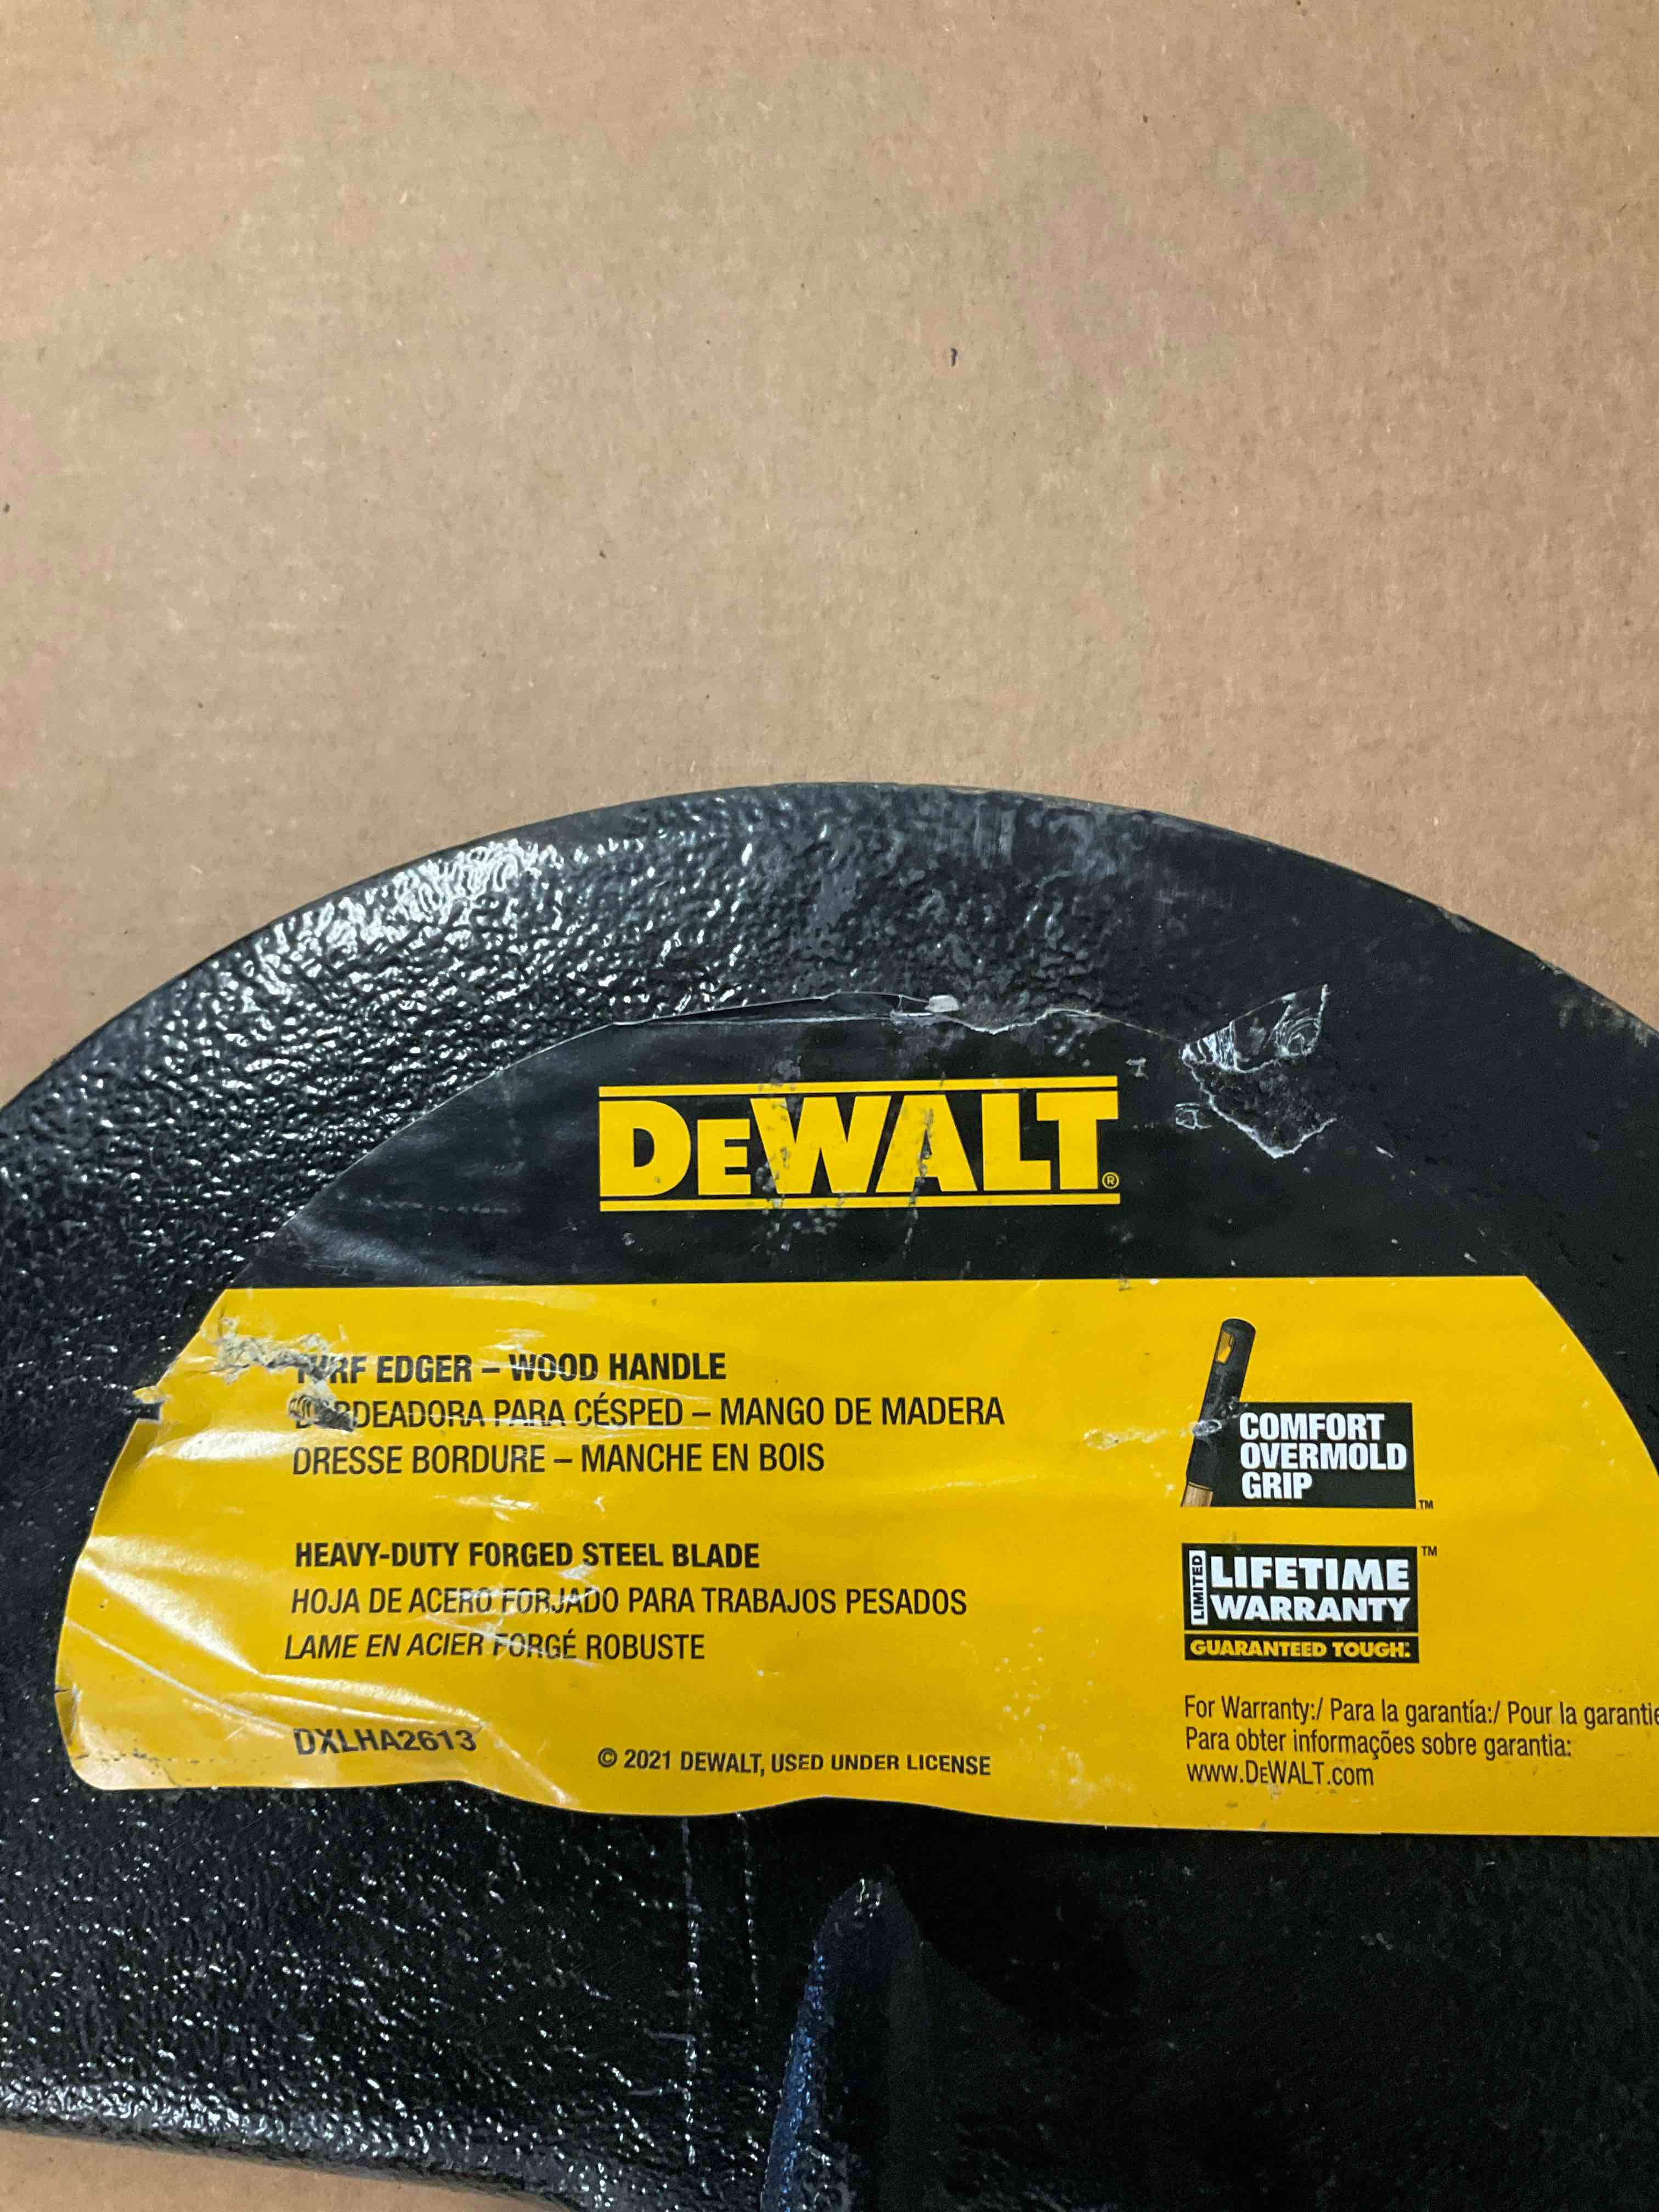 DEWALT®
TURF EDGER – WOOD HANDLE
PARA CÉSPED – MANGO DE MADERA
DRESSE BORDURE – MANCHE EN BOIS
HEAVY-DUTY FORGED STEEL BLADE
HOJA DE ACERO FORJADO PARA TRABAJOS PESADOS
LAME EN ACIER FORGÉ ROBUSTE
DXLHA2613
© 2021 DEWALT, USED UNDER LICENSE
COMFORT
OVERMOLD
GRIP™
LIMITED
LIFETIME™
WARRANTY
GUARANTEED TOUGH®
For Warranty:/ Para la garantía:/ Pour la garantie
Para obter informações sobre garantia:
www.DEWALT.com